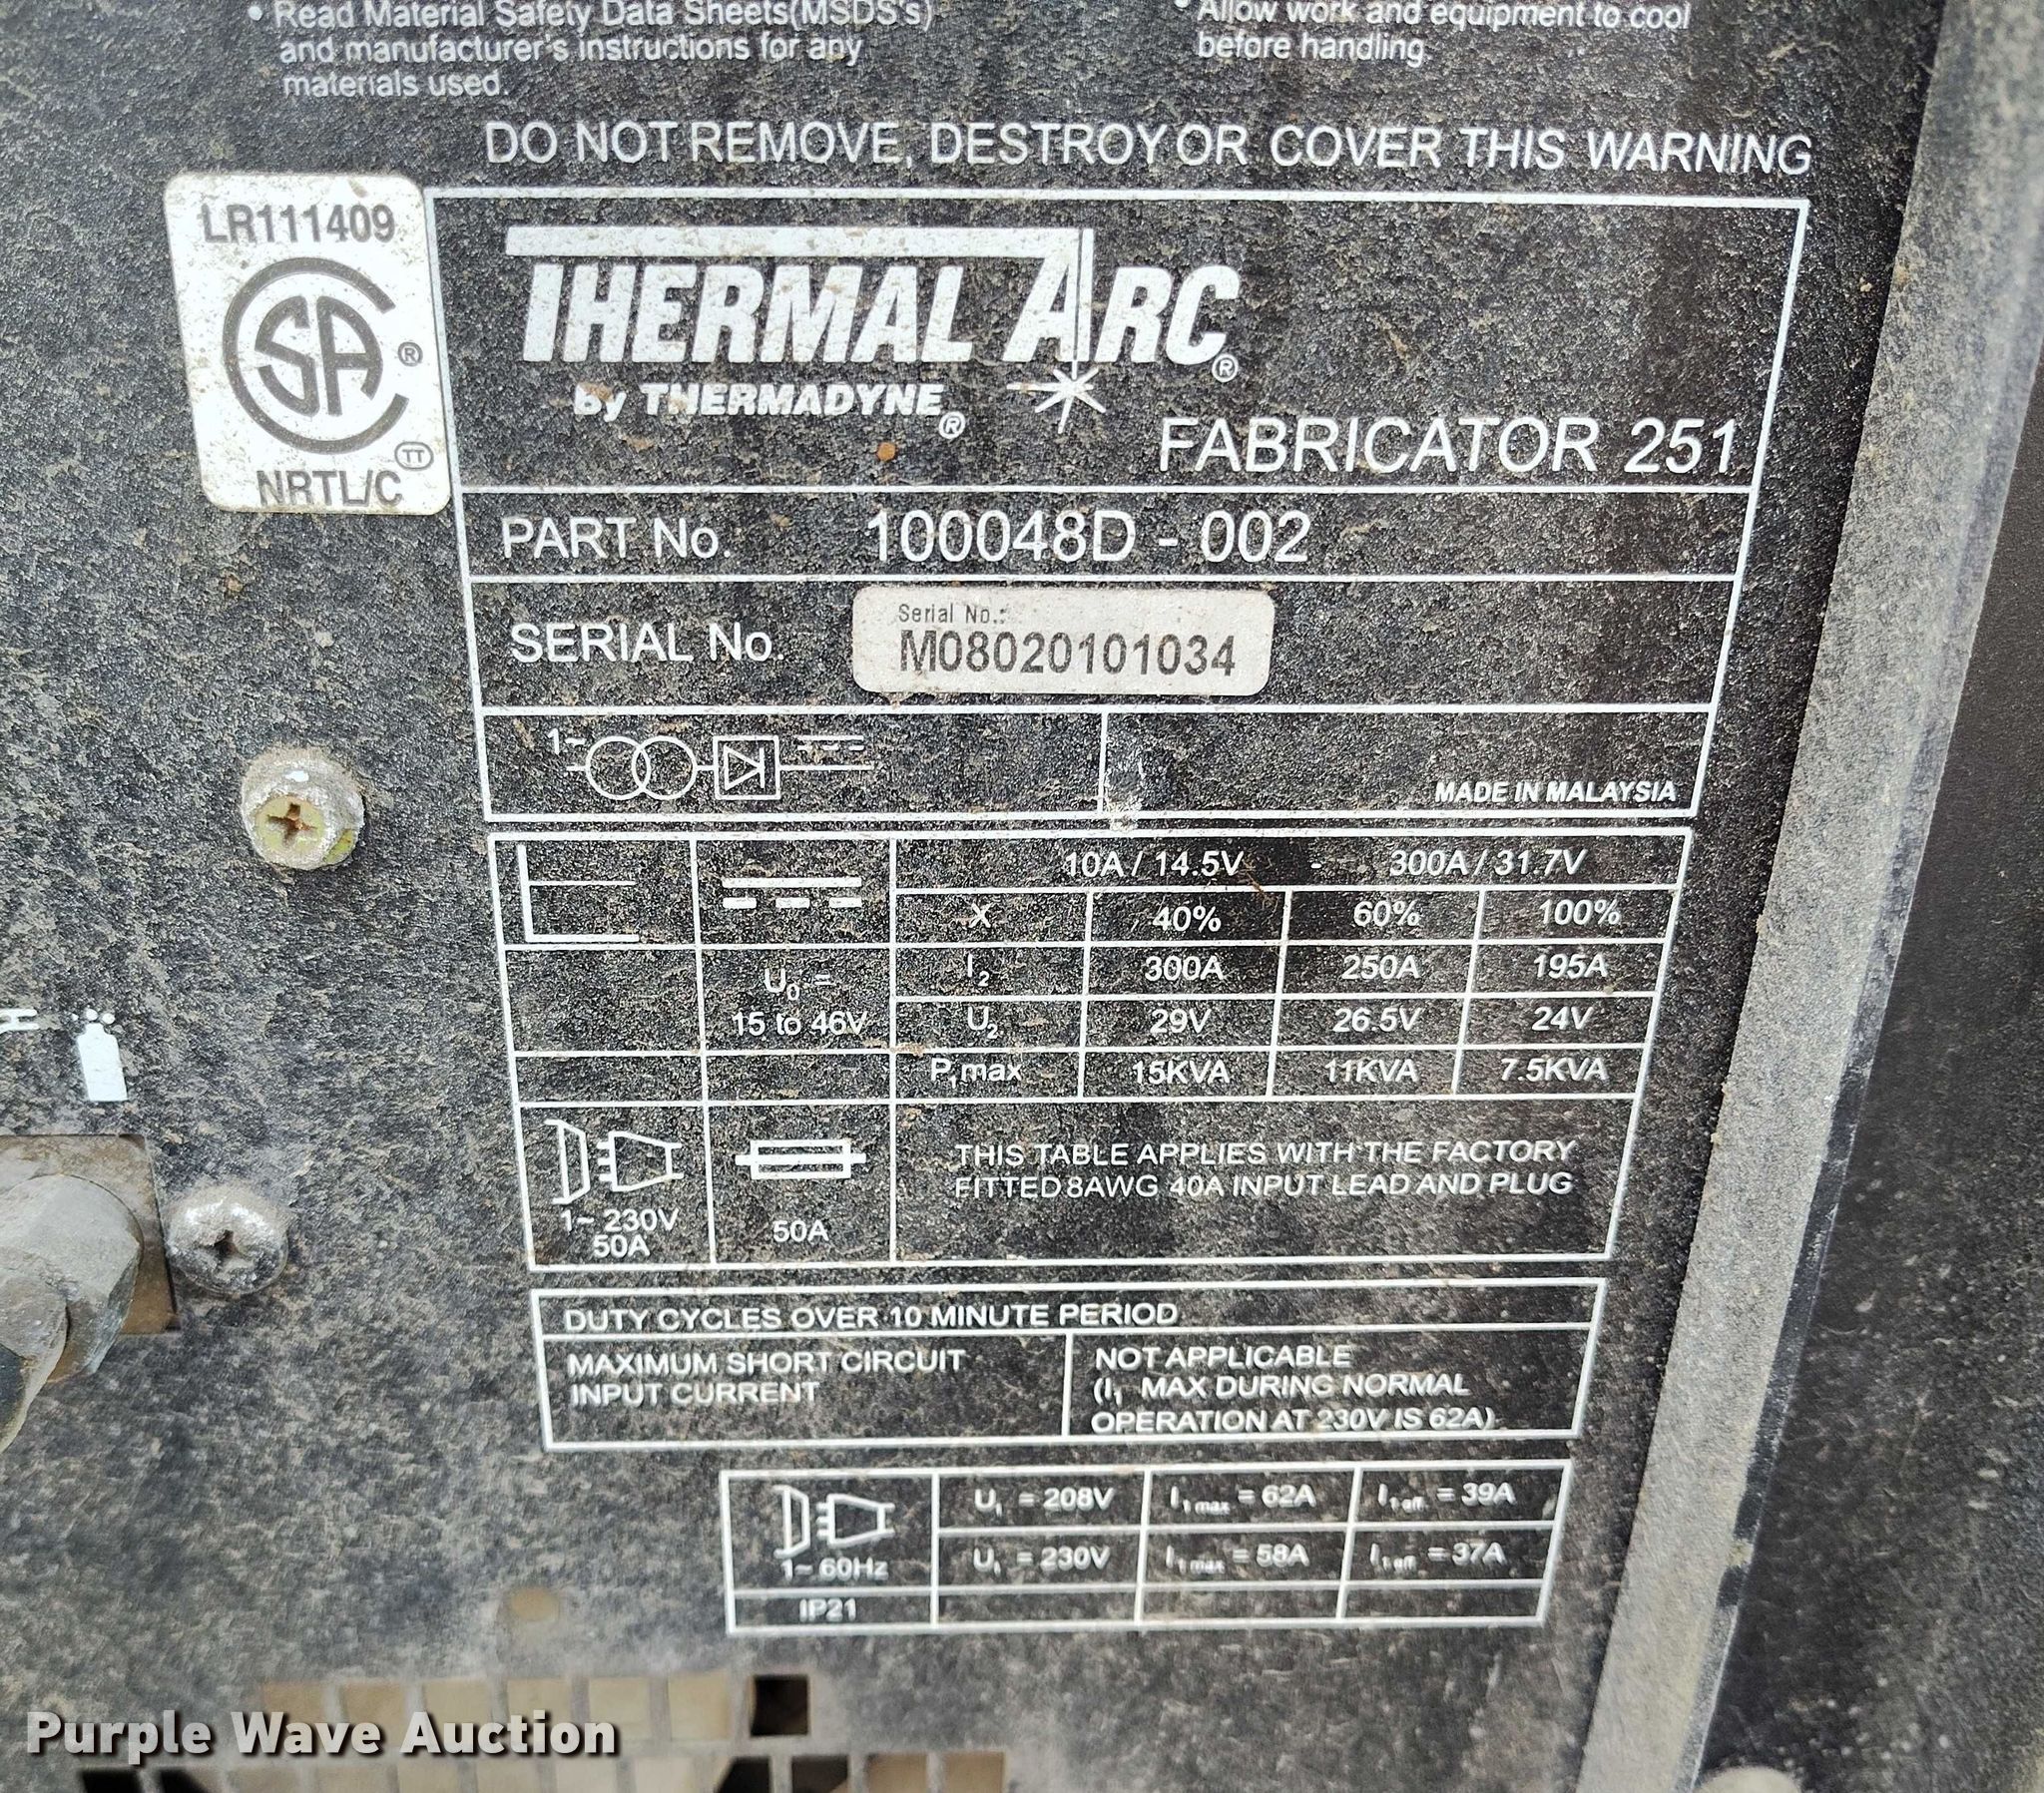 • Read Material Safety Data Sheets(MSDS's)
and manufacturer's instructions for any
materials used.
• Allow work and equipment to cool
before handling.
DO NOT REMOVE, DESTROY OR COVER THIS WARNING
LR111409
CSA ®
TT
NRTL/C
THERMAL ARC ®
by THERMADYNE ®
FABRICATOR 251
PART No. 100048D - 002
SERIAL No.
Serial No.:
M08020101034
1~
MADE IN MALAYSIA
10A / 14.5V - 300A / 31.7V
X 40% 60% 100%
U₀ =
15 to 46V
I₂ 300A 250A 195A
U₂ 29V 26.5V 24V
P₁max 15KVA 11KVA 7.5KVA
1~ 230V
50A
50A
THIS TABLE APPLIES WITH THE FACTORY
FITTED 8AWG 40A INPUT LEAD AND PLUG
DUTY CYCLES OVER 10 MINUTE PERIOD
MAXIMUM SHORT CIRCUIT
INPUT CURRENT
NOT APPLICABLE
(I₁ MAX DURING NORMAL
OPERATION AT 230V IS 62A)
1~ 60Hz
U₁ = 208V I₁max = 62A I₁eff = 39A
U₁ = 230V I₁max = 58A I₁eff = 37A
IP21
Purple Wave Auction